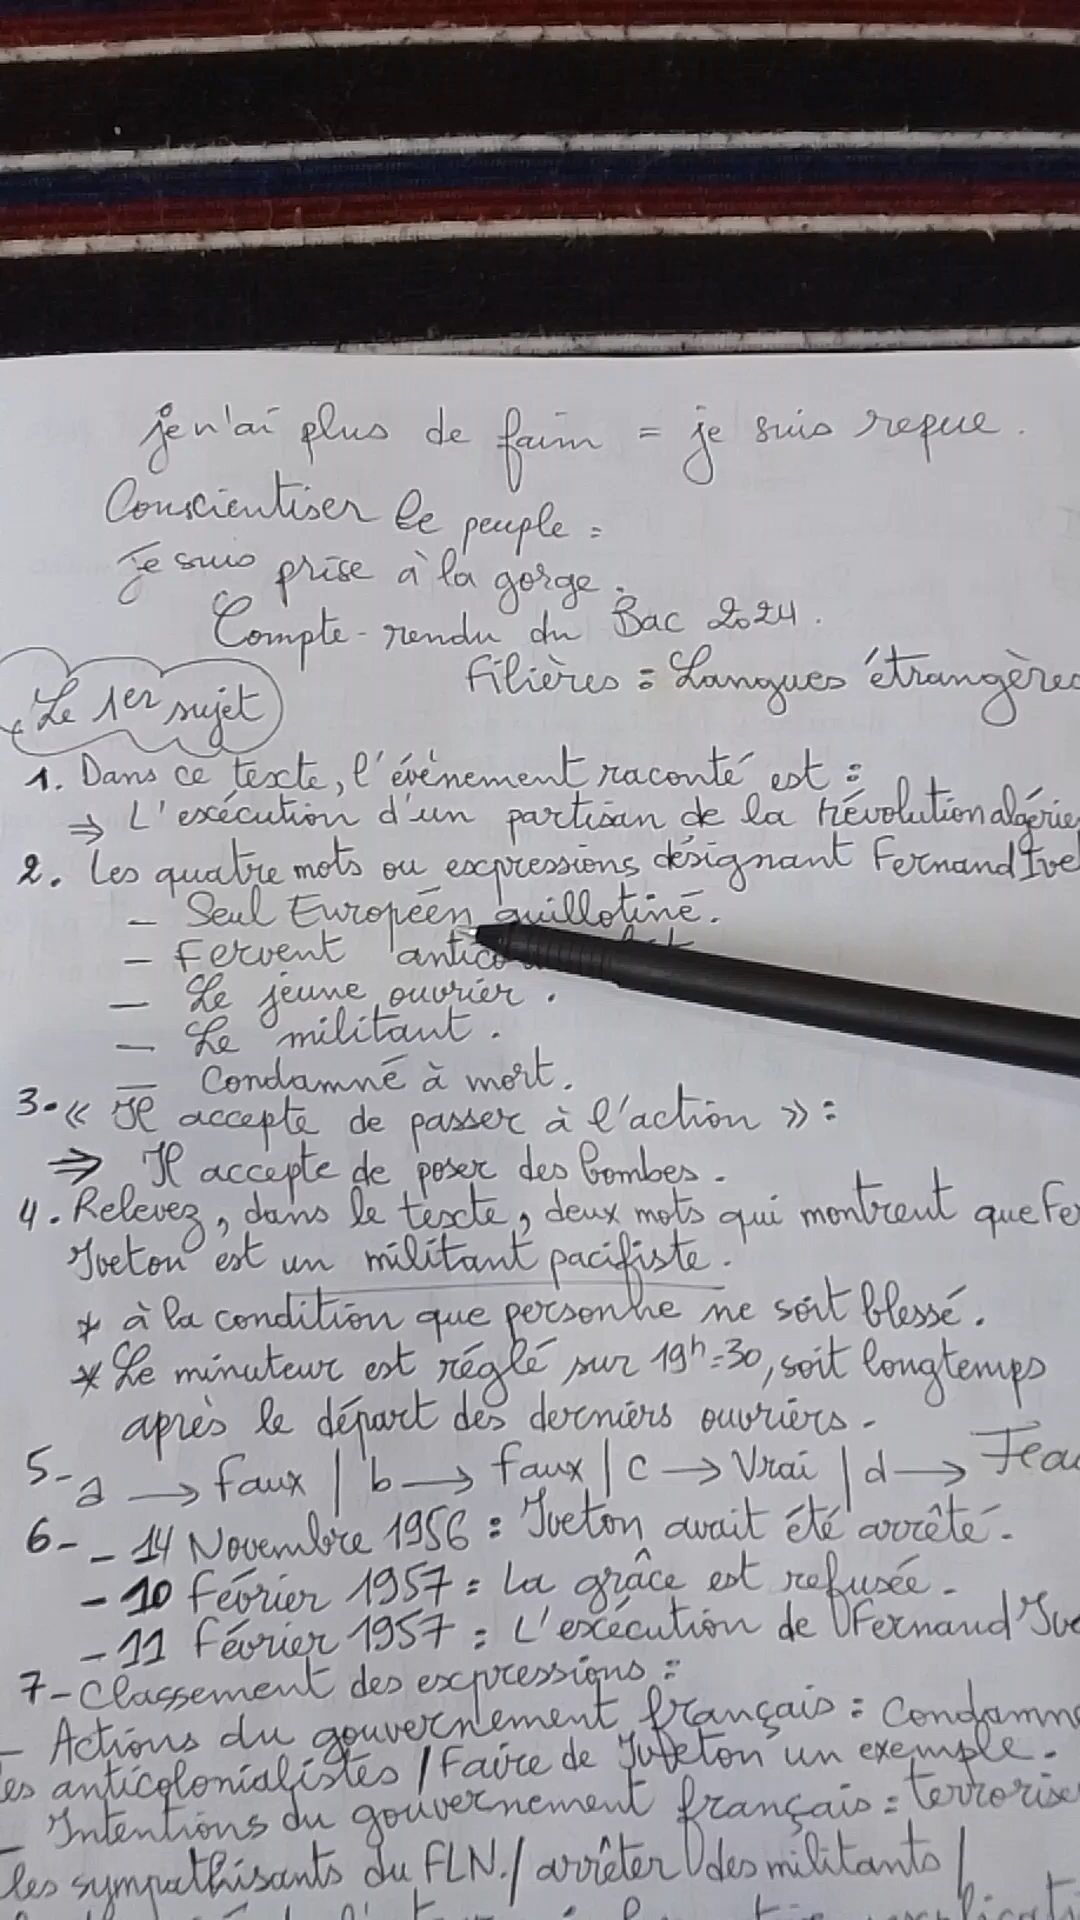 je n'ai plus de faim = je suis repue.
Conscientiser le peuple =
je suis prise à la gorge.
Compte-rendu du Bac 2024.
Filières = Langues étrangères
Le 1er sujet
1. Dans ce texte, l'évènement raconté est :
⇒ L'exécution d'un partisan de la révolution algérie
2. Les quatre mots ou expressions désignant Fernand Ive
- Seul Européen guillotiné.
- Fervent
- Le jeune ouvrier.
- Le militant.
- Condamné à mort.
3. « Il accepte de passer à l'action » :
⇒ Il accepte de poser des bombes.
4. Relevez, dans le texte, deux mots qui montrent que Fe
Iveton est un militant pacifiste.
* à la condition que personne ne soit blessé.
* Le minuteur est réglé sur 19h=30, soit longtemps
après le départ des derniers ouvriers.
5- a → faux | b → faux | c → Vrai | d →
6- - 14 Novembre 1956 = Iveton avait été arrêté.
- 10 Février 1957 = La grâce est refusée.
- 11 Février 1957 = L'exécution de Fernand Ive
7- Classement des expressions :
- Actions du gouvernement français : Condamne
les anticolonialistes / Faire de Iveton un exemple.
- Intentions du gouvernement français = terrorise
les sympathisants du FLN. / arrêter des militants /